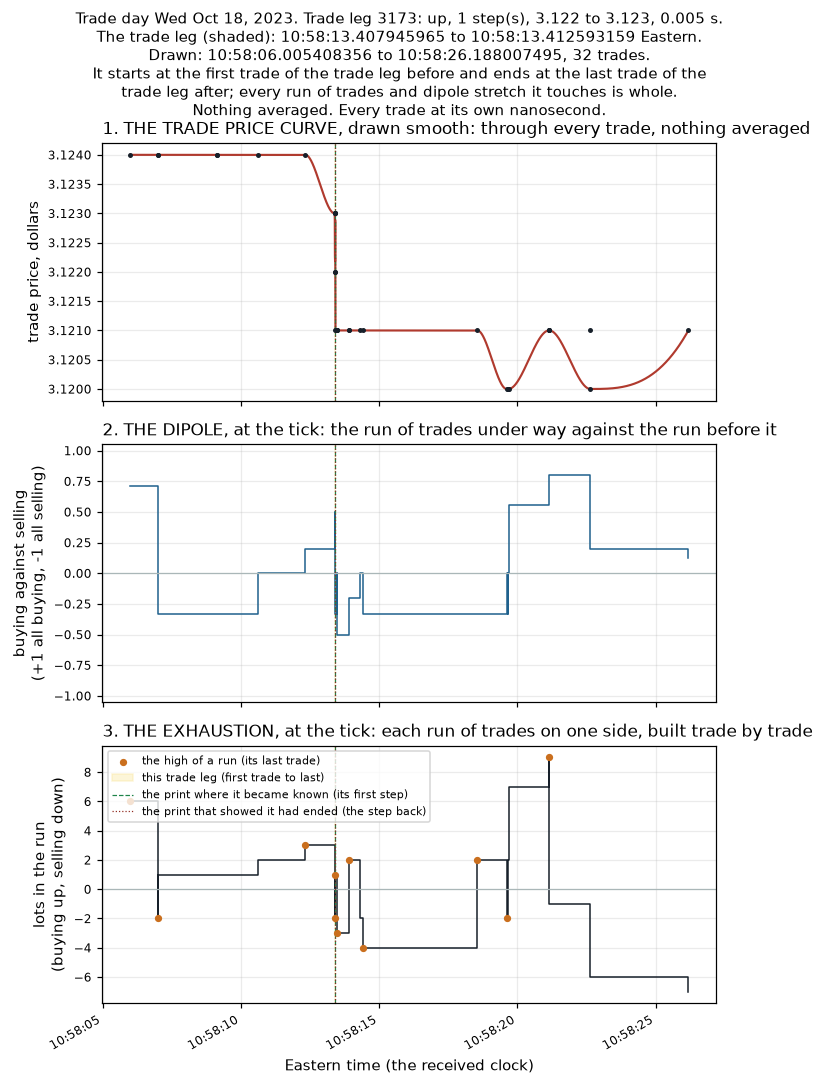 Trade day Wed Oct 18, 2023. Trade leg 3173: up, 1 step(s), 3.122 to 3.123, 0.005 s.
The trade leg (shaded): 10:58:13.407945965 to 10:58:13.412593159 Eastern.
Drawn: 10:58:06.005408356 to 10:58:26.188007495, 32 trades.
It starts at the first trade of the trade leg before and ends at the last trade of the
trade leg after; every run of trades and dipole stretch it touches is whole.
Nothing averaged. Every trade at its own nanosecond.
1. THE TRADE PRICE CURVE, drawn smooth: through every trade, nothing averaged
3.1240
3.1235
3.1230
3.1225
3.1220
3.1215
3.1210
3.1205
3.1200
trade price, dollars
2. THE DIPOLE, at the tick: the run of trades under way against the run before it
1.00
0.75
0.50
0.25
0.00
−0.25
−0.50
−0.75
−1.00
buying against selling
(+1 all buying, -1 all selling)
3. THE EXHAUSTION, at the tick: each run of trades on one side, built trade by trade
the high of a run (its last trade)
this trade leg (first trade to last)
the print where it became known (its first step)
the print that showed it had ended (the step back)
8
6
4
2
0
−2
−4
−6
lots in the run
(buying up, selling down)
10:58:05
10:58:10
10:58:15
10:58:20
10:58:25
Eastern time (the received clock)